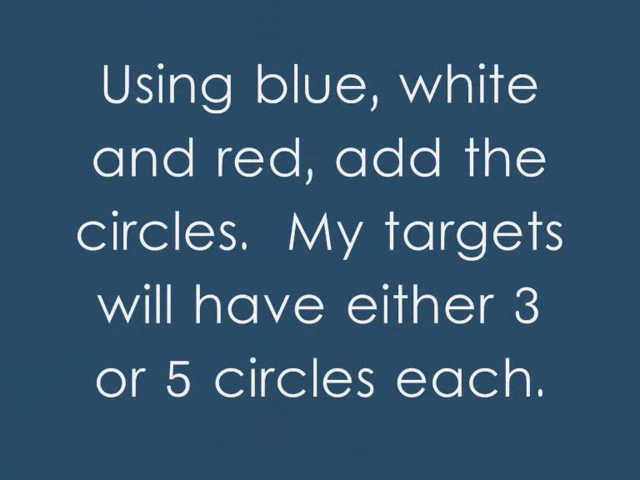 Using blue, white
and red, add the
circles.  My targets
will have either 3
or 5 circles each.